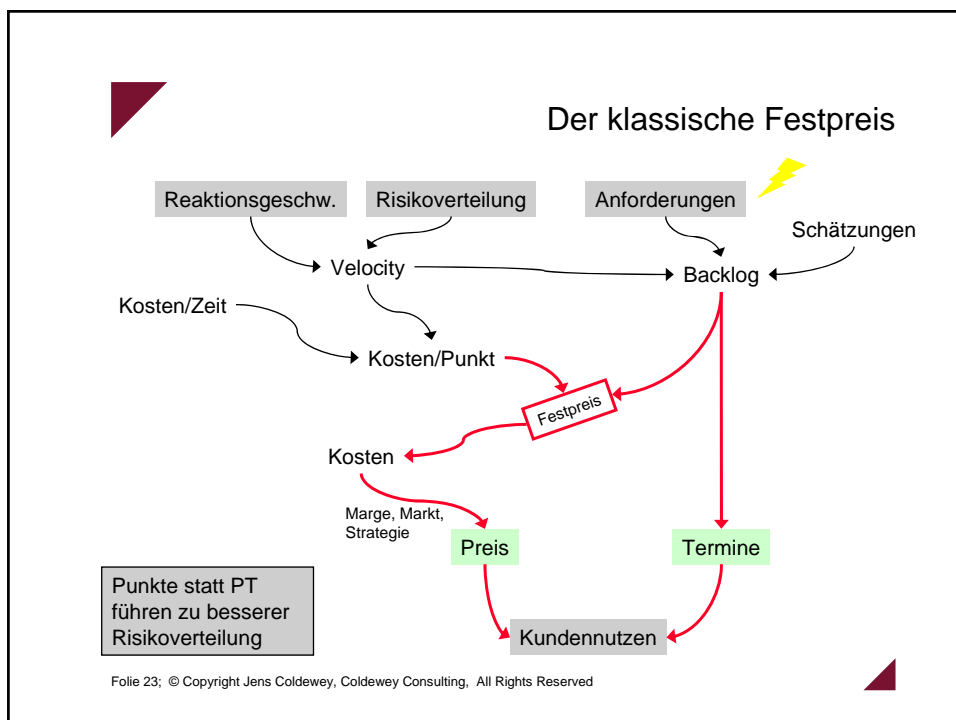 Der klassische Festpreis
Reaktionsgeschw.
Risikoverteilung
Anforderungen
Schätzungen
Velocity
Backlog
Kosten/Zeit
Kosten/Punkt
Festpreis
Kosten
Marge, Markt,
Strategie
Preis
Termine
Punkte statt PT
führen zu besserer
Risikoverteilung
Kundennutzen
Folie 23; © Copyright Jens Coldewey, Coldewey Consulting, All Rights Reserved